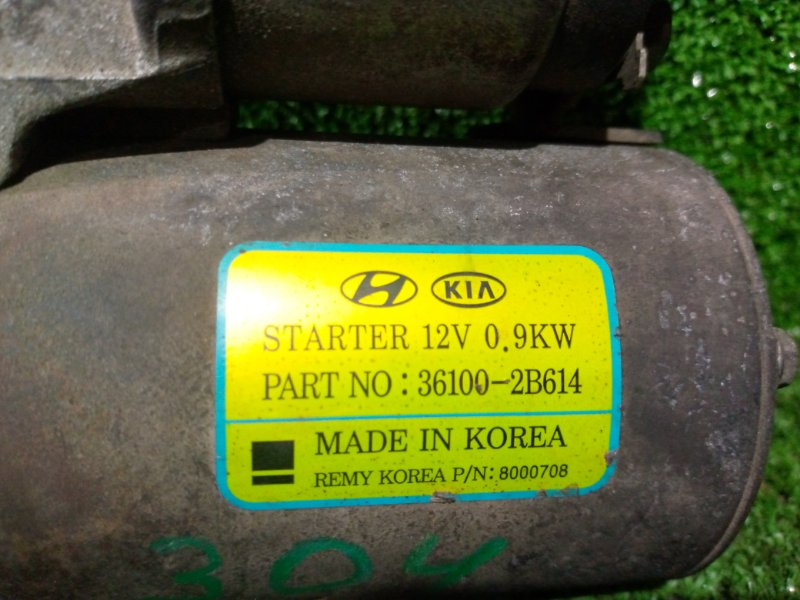 KIA
STARTER 12V 0.9KW
PART NO : 36100-2B614
MADE IN KOREA
REMY KOREA P/N: 8000708
304